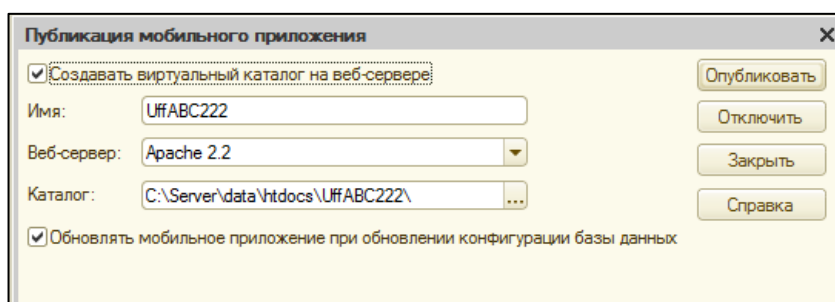 Публикация мобильного приложения
Создавать виртуальный каталог на веб-сервере
Опубликовать
Имя: UffABC222
Отключить
Веб-сервер: Apache 2.2
Закрыть
Каталог: C:\Server\data\htdocs\UffABC222\ ...
Справка
Обновлять мобильное приложение при обновлении конфигурации базы данных